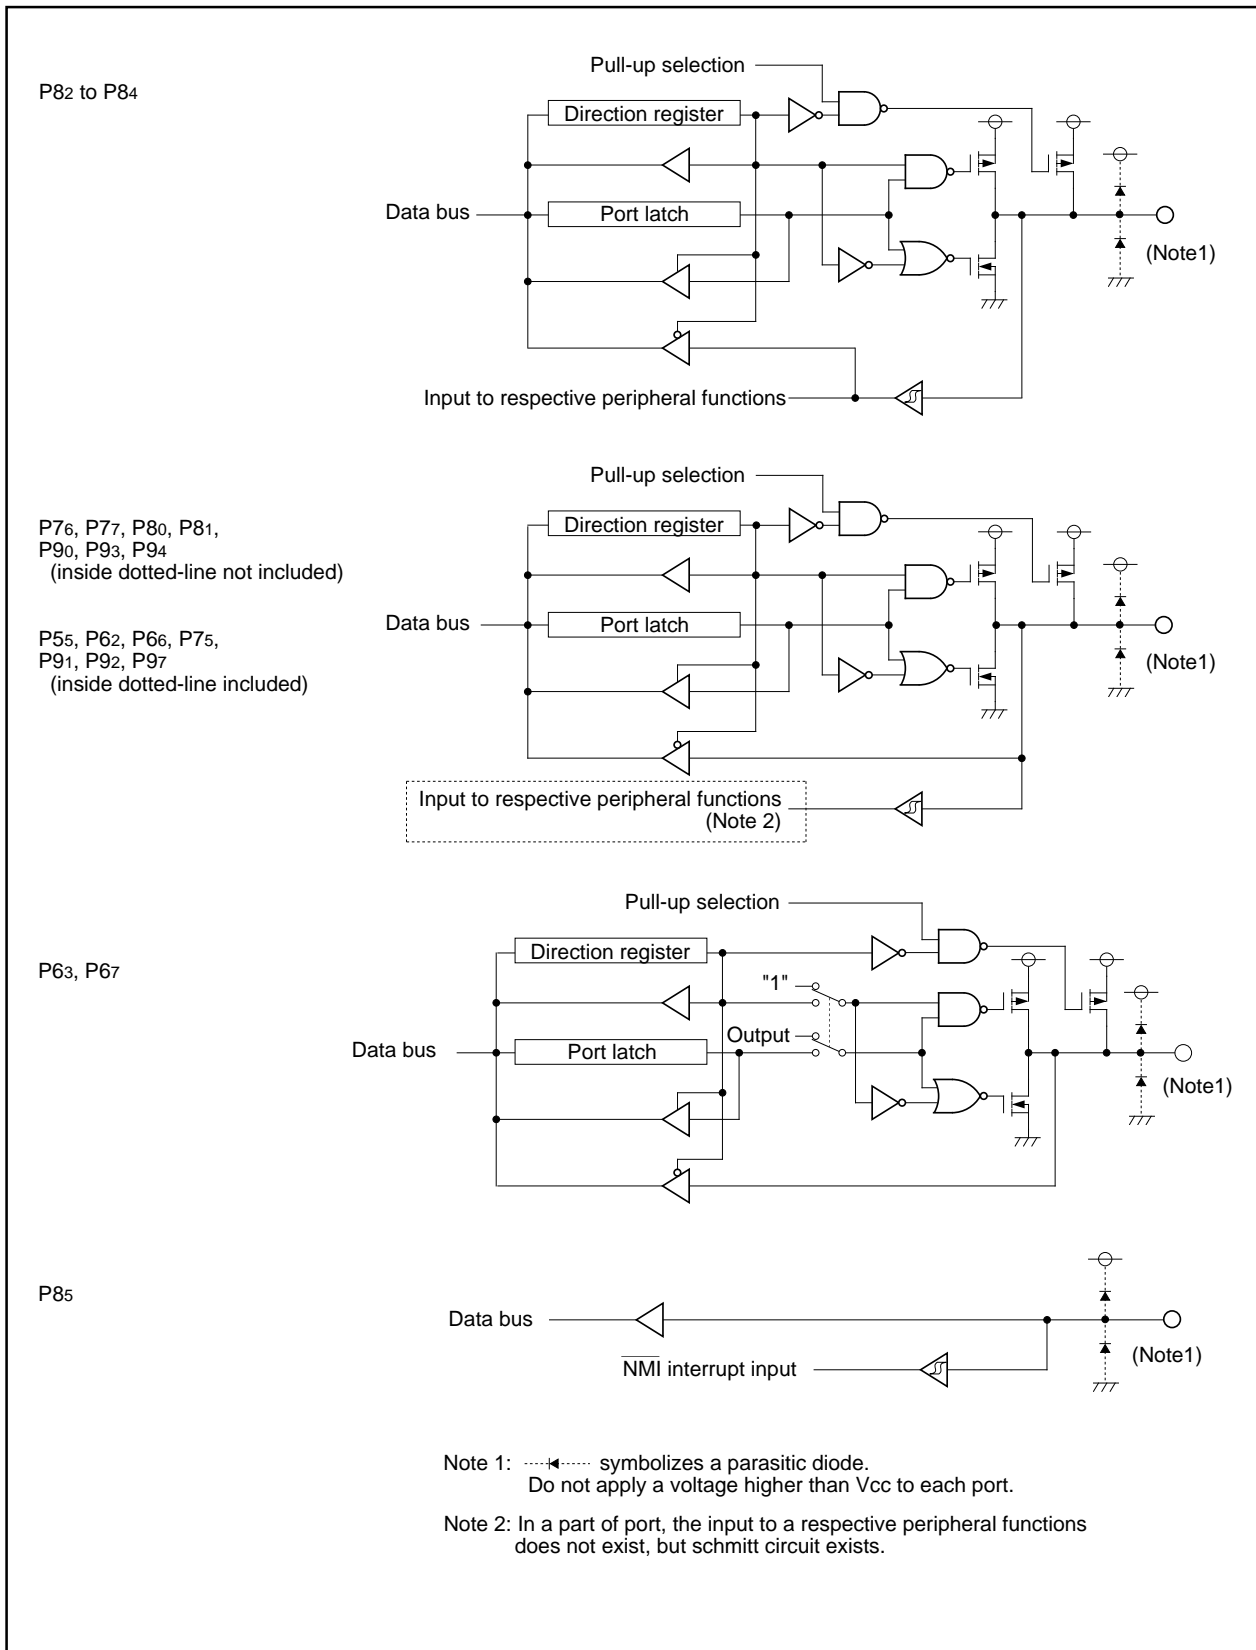 Pull-up selection
P82 to P84
Direction register
Data bus
Port latch
(Note1)
Input to respective peripheral functions
Pull-up selection
P76, P77, P80, P81,
P90, P93, P94
(inside dotted-line not included)
Direction register
P55, P62, P66, P75,
P91, P92, P97
(inside dotted-line included)
Data bus
Port latch
(Note1)
Input to respective peripheral functions
(Note 2)
Pull-up selection
P63, P67
Direction register
"1"
Output
Data bus
Port latch
(Note1)
P85
Data bus
(Note1)
NMI interrupt input
Note 1: symbolizes a parasitic diode.
Do not apply a voltage higher than Vcc to each port.
Note 2: In a part of port, the input to a respective peripheral functions
does not exist, but schmitt circuit exists.